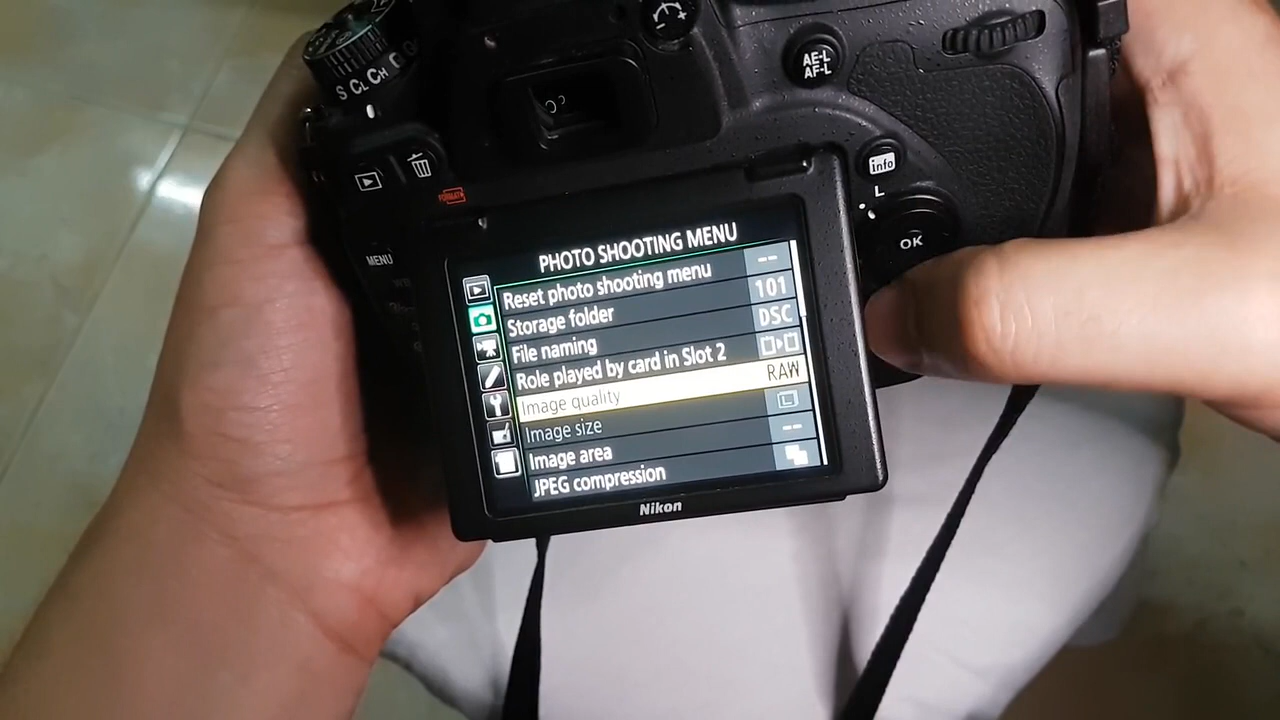 S CL CH
AE-L
AF-L
info
L
OK
FORMAT
MENU
PHOTO SHOOTING MENU
Reset photo shooting menu --
Storage folder 101
File naming DSC
Role played by card in Slot 2
Image quality RAW
Image size L
Image area --
JPEG compression
Nikon